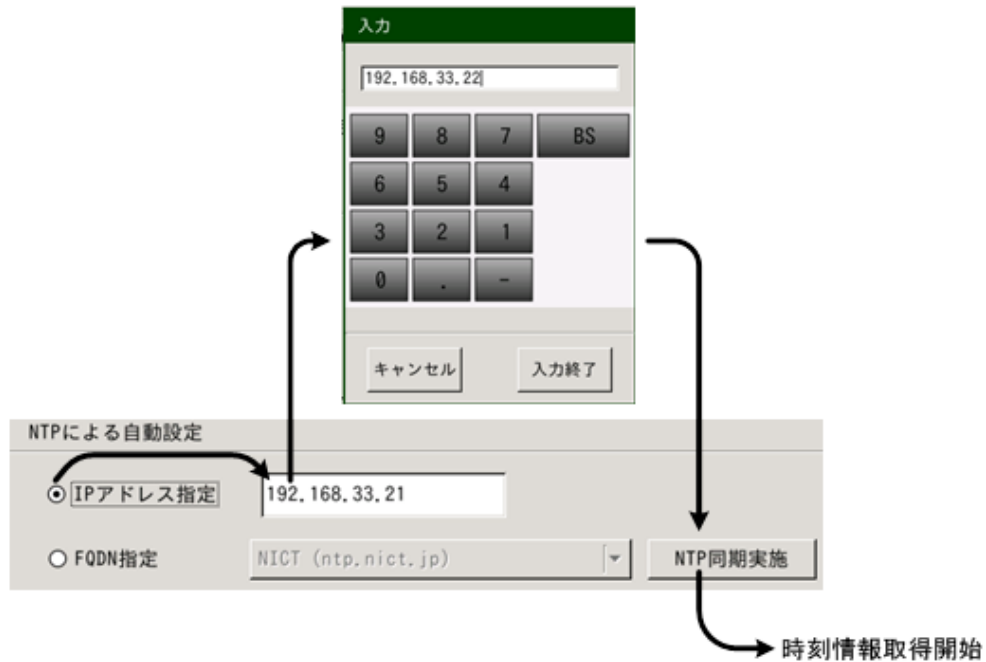 入力
192.168.33.22
9 8 7 BS
6 5 4
3 2 1
0 . -
キャンセル 入力終了
NTPによる自動設定
IPアドレス指定 192.168.33.21
FQDN指定 NICT (ntp.nict.jp) NTP同期実施
時刻情報取得開始